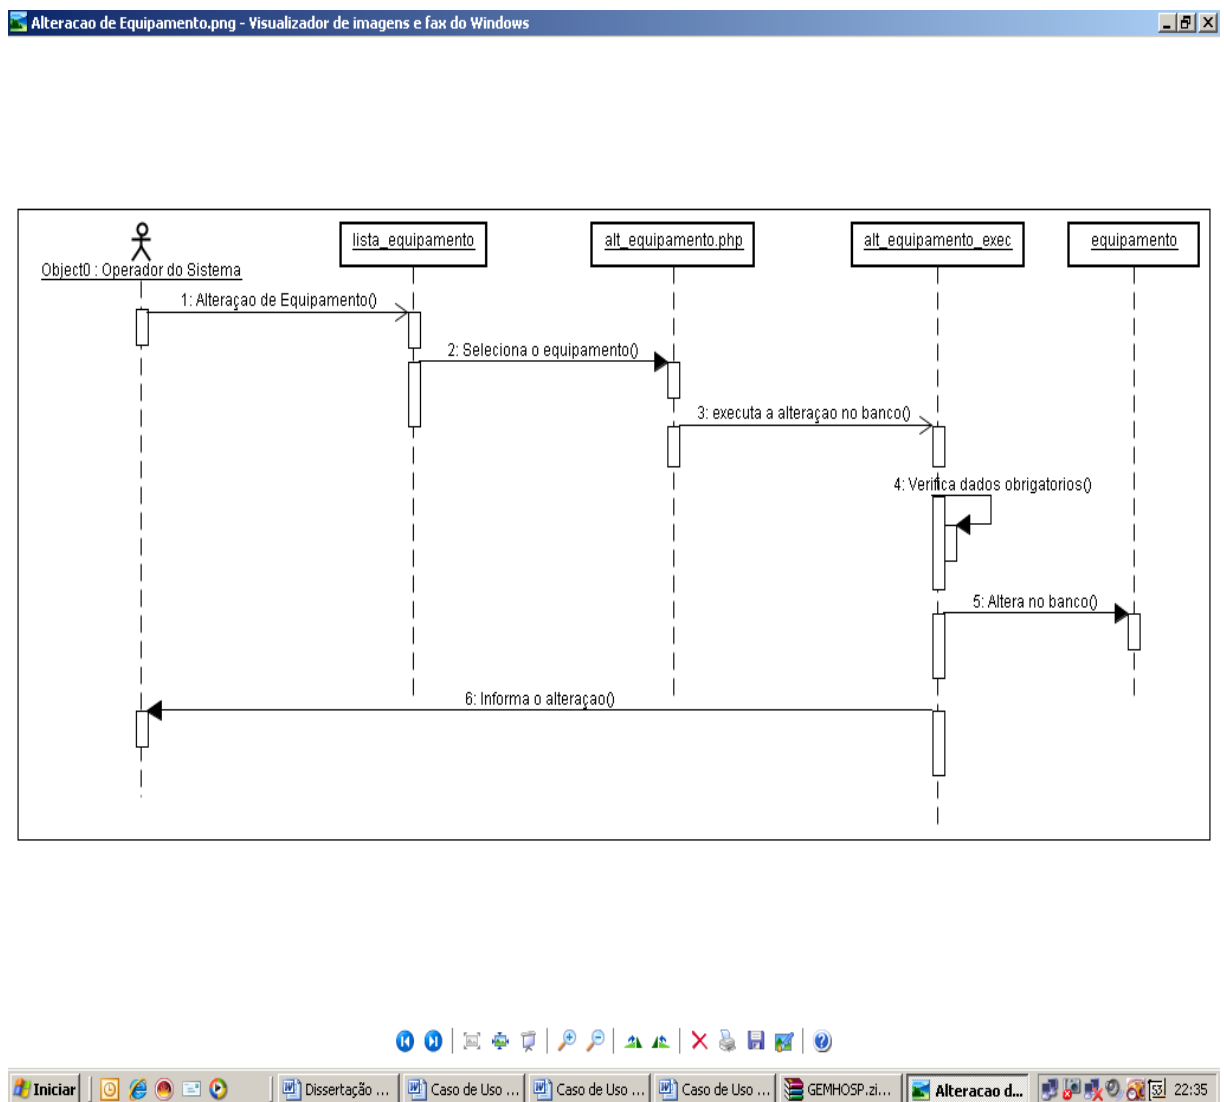 Alteracao de Equipamento.png - Visualizador de imagens e fax do Windows
Object0 : Operador do Sistema
lista_equipamento
alt_equipamento.php
alt_equipamento_exec
equipamento
1: Alteraçao de Equipamento()
2: Seleciona o equipamento()
3: executa a alteraçao no banco()
4: Verifica dados obrigatorios()
5: Altera no banco()
6: Informa o alteraçao()
Iniciar
Dissertação ...
Caso de Uso ...
Caso de Uso ...
Caso de Uso ...
GEMHOSP.zi...
Alteracao d...
22:35